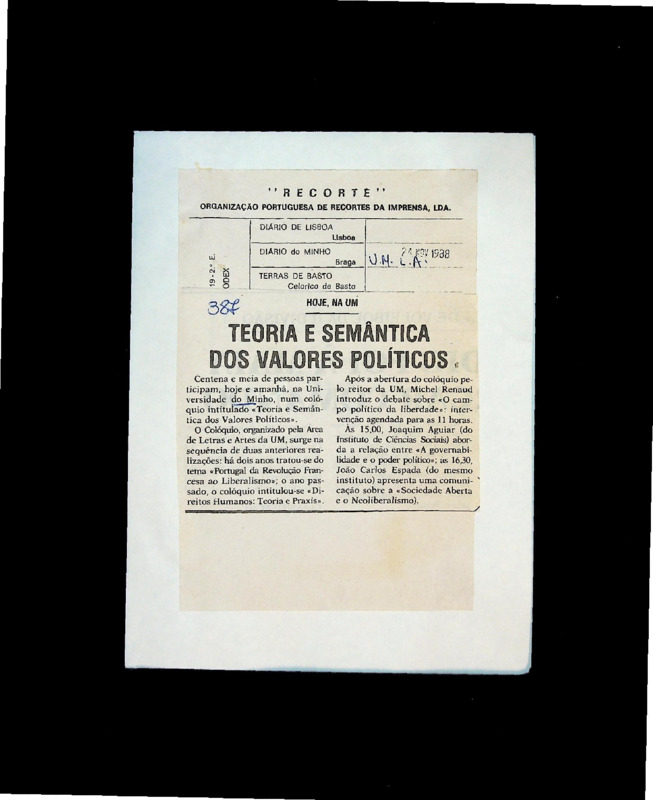 "RECORTE"
ORGANIZAÇÃO PORTUGUESA DE RECORTES DA IMPRENSA, LDA.
19-2.º E.
ODEX
DIÁRIO DE LISBOA
Lisboa
DIÁRIO do MINHO
Braga
TERRAS DE BASTO
Celorico de Basto
24 NOV 1988
U.M. L.A.
387
HOJE, NA UM
TEORIA E SEMÂNTICA
DOS VALORES POLÍTICOS
Centena e meia de pessoas par-
ticipam, hoje e amanhã, na Uni-
versidade do Minho, num coló-
quio intitulado «Teoria e Semân-
tica dos Valores Políticos».
O Colóquio, organizado pela Area
de Letras e Artes da UM, surge na
sequência de duas anteriores rea-
lizações: há dois anos tratou-se do
tema «Portugal da Revolução Fran-
cesa ao Liberalismo»; o ano pas-
sado, o colóquio intitulou-se «Di-
reitos Humanos: Teoria e Praxis».
Após a abertura do colóquio pe-
lo reitor da UM, Michel Renaud
introduz o debate sobre «O cam-
po político da liberdade»: inter-
venção agendada para as 11 horas.
Às 15,00, Joaquim Aguiar (do
Instituto de Ciências Sociais) abor-
da a relação entre «A governabi-
lidade e o poder político»; às 16,30,
João Carlos Espada (do mesmo
instituto) apresenta uma comuni-
cação sobre a «Sociedade Aberta
e o Neoliberalismo).